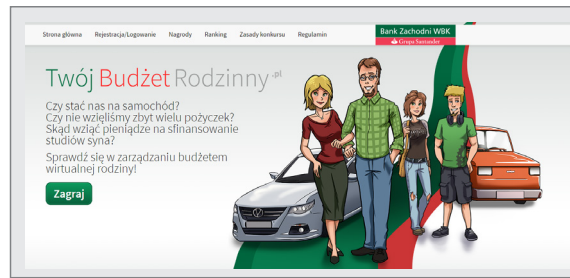 Strona główna Rejestracja/Logowanie Nagrody Ranking Zasady konkursu Regulamin
Bank Zachodni WBK
Grupa Santander
Twój Budżet Rodzinny .pl
Czy stać nas na samochód?
Czy nie wzięliśmy zbyt wielu pożyczek?
Skąd wziąć pieniądze na sfinansowanie
studiów syna?
Sprawdź się w zarządzaniu budżetem
wirtualnej rodziny!
Zagraj